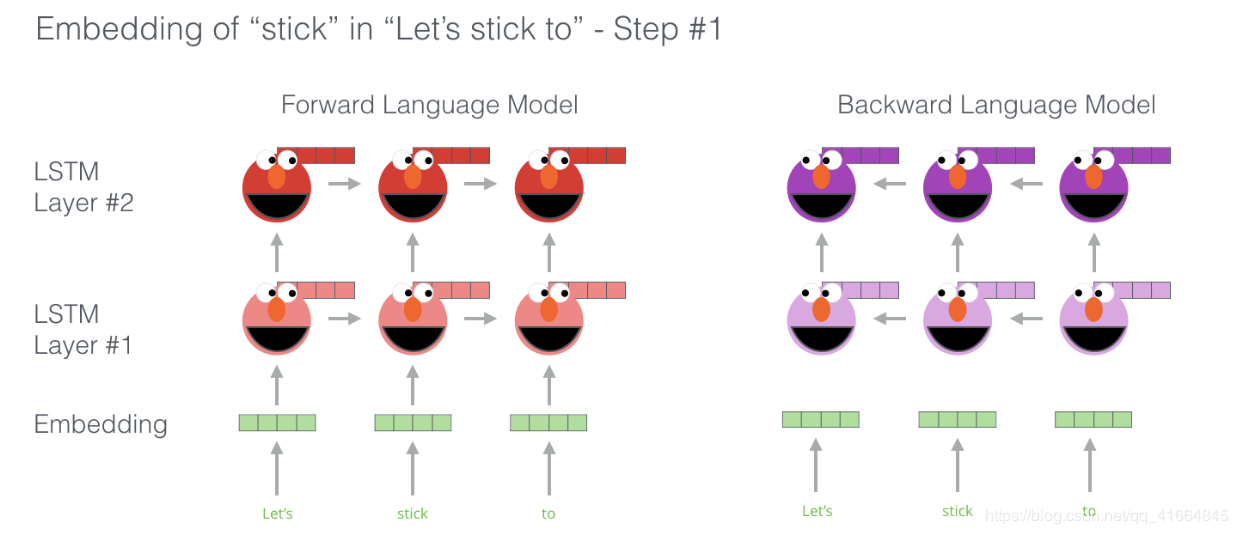 Embedding of “stick” in “Let’s stick to” - Step #1
Forward Language Model
Backward Language Model
LSTM
Layer #2
LSTM
Layer #1
Embedding
Let’s
stick
to
Let’s
stick
to
https://blog.csdn.net/qq_41664845